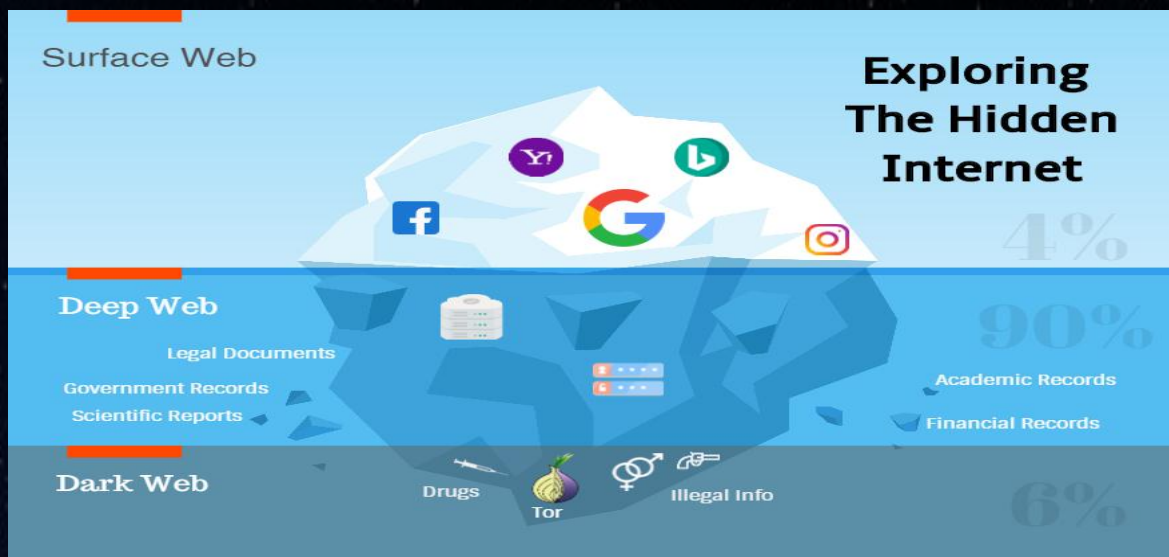 Surface Web
Exploring
The Hidden
Internet
4%
Deep Web
90%
Legal Documents
Government Records
Scientific Reports
Academic Records
Financial Records
Dark Web
Drugs
Tor
Illegal Info
6%